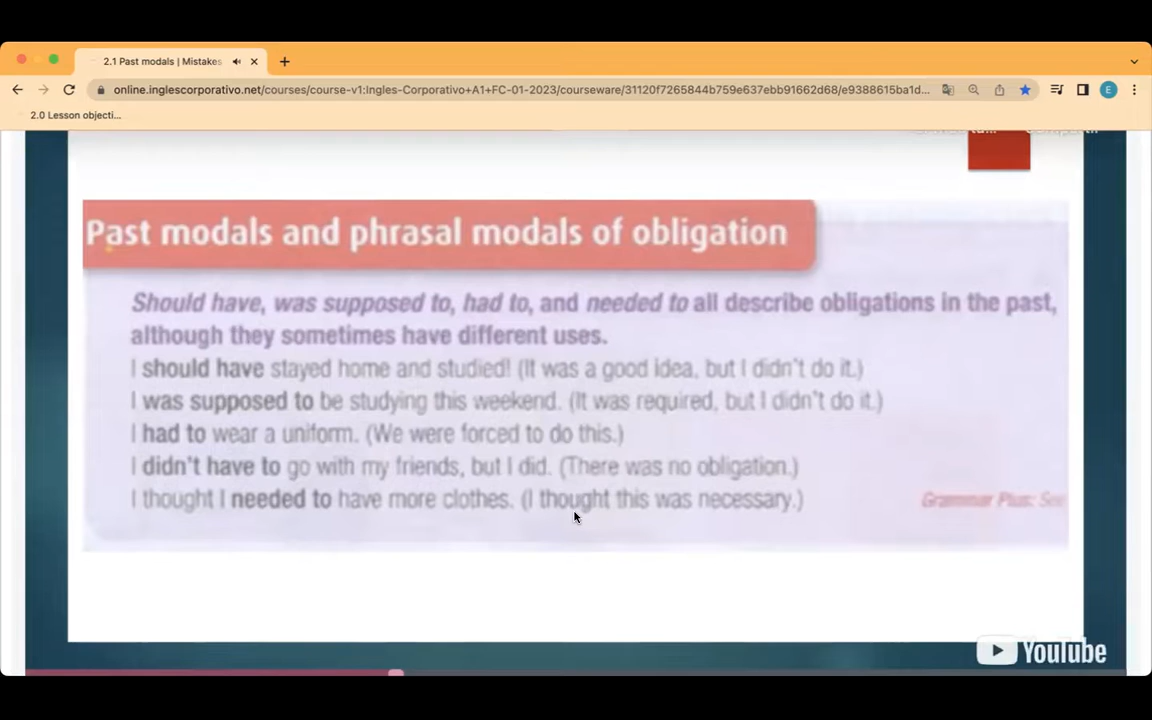 2.1 Past modals | Mistakes
online.inglescorporativo.net/courses/course-v1:Ingles-Corporativo+A1+FC-01-2023/courseware/31120f7265844b759e637ebb91662d68/e9388615ba1d...
E
2.0 Lesson objecti...
Past modals and phrasal modals of obligation
Should have, was supposed to, had to, and needed to all describe obligations in the past,
although they sometimes have different uses.
I should have stayed home and studied! (It was a good idea, but I didn't do it.)
I was supposed to be studying this weekend. (It was required, but I didn't do it.)
I had to wear a uniform. (We were forced to do this.)
I didn't have to go with my friends, but I did. (There was no obligation.)
I thought I needed to have more clothes. (I thought this was necessary.)
Grammar Plus: See
YouTube